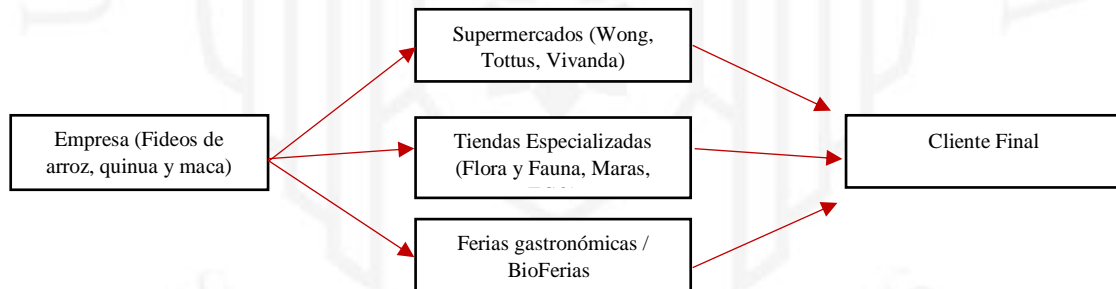 Supermercados (Wong,
Tottus, Vivanda)
Empresa (Fideos de
arroz, quinua y maca)
Tiendas Especializadas
(Flora y Fauna, Maras,
Cliente Final
Ferias gastronómicas /
BioFerias